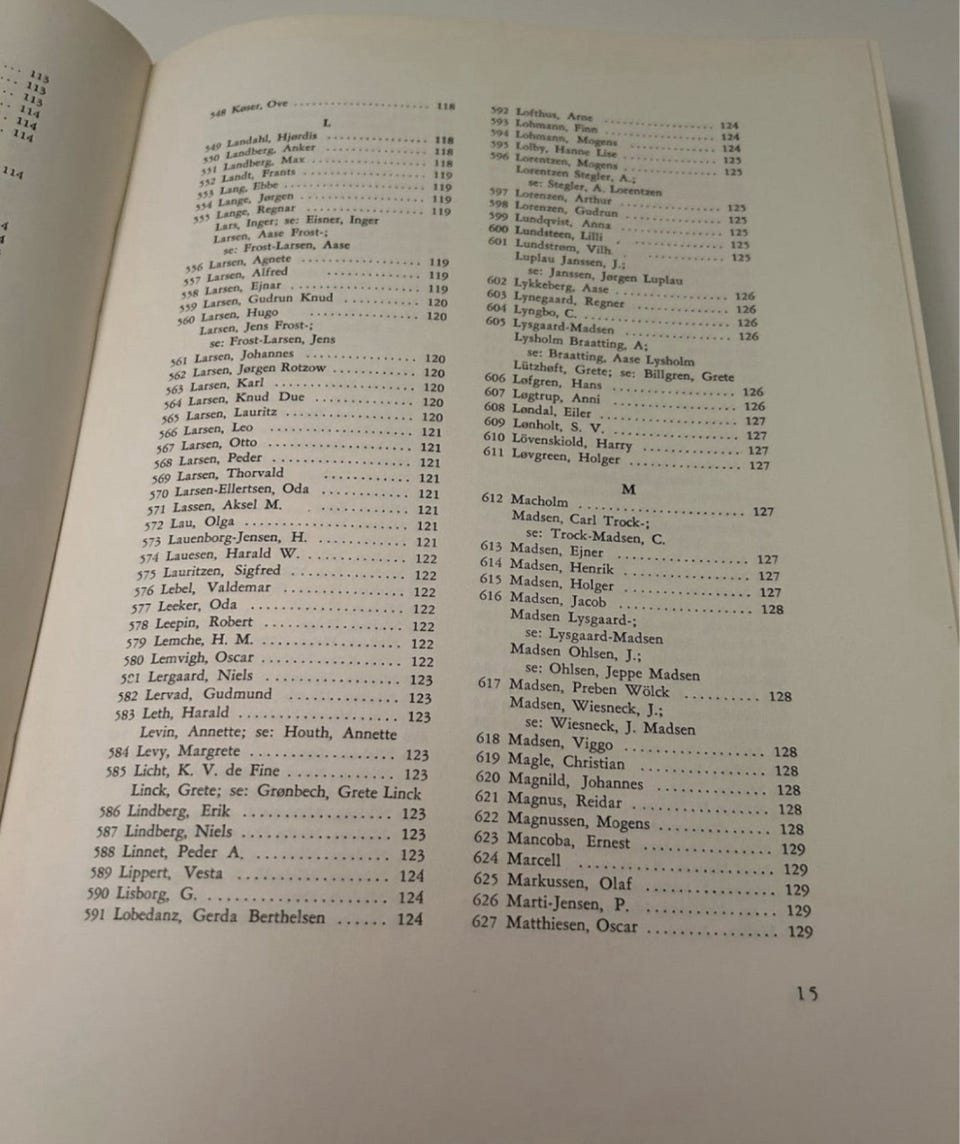 113
113
113
114
114
114
114
548 Køser, Ove 118
L
549 Landahl, Hjørdis 118
550 Landberg, Anker 118
551 Landberg, Max 118
552 Landt, Frants 119
553 Lang, Ebbe 119
554 Lange, Jørgen 119
555 Lange, Regnar 119
Lars, Inger; se: Eisner, Inger
Larsen, Aase Frost-;
se: Frost-Larsen, Aase
556 Larsen, Agnete 119
557 Larsen, Alfred 119
558 Larsen, Ejnar 119
559 Larsen, Gudrun Knud 120
560 Larsen, Hugo 120
Larsen, Jens Frost-;
se: Frost-Larsen, Jens
561 Larsen, Johannes 120
562 Larsen, Jørgen Rotzow 120
563 Larsen, Karl 120
564 Larsen, Knud Due 120
565 Larsen, Lauritz 120
566 Larsen, Leo 121
567 Larsen, Otto 121
568 Larsen, Peder 121
569 Larsen, Thorvald 121
570 Larsen-Ellertsen, Oda 121
571 Lassen, Aksel M. 121
572 Lau, Olga 121
573 Lauenborg-Jensen, H. 121
574 Lauesen, Harald W. 122
575 Lauritzen, Sigfred 122
576 Lebel, Valdemar 122
577 Leeker, Oda 122
578 Leepin, Robert 122
579 Lemche, H. M. 122
580 Lemvigh, Oscar 122
581 Lergaard, Niels 123
582 Lervad, Gudmund 123
583 Leth, Harald 123
Levin, Annette; se: Houth, Annette
584 Levy, Margrete 123
585 Licht, K. V. de Fine 123
Linck, Grete; se: Grønbech, Grete Linck
586 Lindberg, Erik 123
587 Lindberg, Niels 123
588 Linnet, Peder A. 123
589 Lippert, Vesta 124
590 Lisborg, G. 124
591 Lobedanz, Gerda Berthelsen 124
592 Lofthus, Arne 124
593 Lohmann, Finn 124
594 Lohmann, Mogens 124
595 Lolby, Hanne Lise 125
596 Lorentzen, Mogens 125
Lorentzen Stegler, A.;
se: Stegler, A. Lorentzen
597 Lorenzen, Arthur 125
598 Lorenzen, Gudrun 125
599 Lundqvist, Anna 125
600 Lundsteen, Lilli 125
601 Lundstrøm, Vilh 125
Luplau Janssen, J.;
se: Janssen, Jørgen Luplau
602 Lykkeberg, Aase 126
603 Lynegaard, Regner 126
604 Lyngbo, C. 126
605 Lysgaard-Madsen 126
Lysholm Braatting, A;
se: Braatting, Aase Lysholm
Lützhøft, Grete; se: Billgren, Grete
606 Løfgren, Hans 126
607 Løgtrup, Anni 126
608 Løndal, Eiler 127
609 Lønholt, S. V. 127
610 Lövenskiold, Harry 127
611 Løvgreen, Holger 127
M
612 Macholm 127
Madsen, Carl Trock-;
se: Trock-Madsen, C.
613 Madsen, Ejner 127
614 Madsen, Henrik 127
615 Madsen, Holger 127
616 Madsen, Jacob 128
Madsen Lysgaard-;
se: Lysgaard-Madsen
Madsen Ohlsen, J.;
se: Ohlsen, Jeppe Madsen
617 Madsen, Preben Wölck 128
Madsen, Wiesneck, J.;
se: Wiesneck, J. Madsen
618 Madsen, Viggo 128
619 Magle, Christian 128
620 Magnild, Johannes 128
621 Magnus, Reidar 128
622 Magnussen, Mogens 128
623 Mancoba, Ernest 129
624 Marcell 129
625 Markussen, Olaf 129
626 Marti-Jensen, P. 129
627 Matthiesen, Oscar 129
15